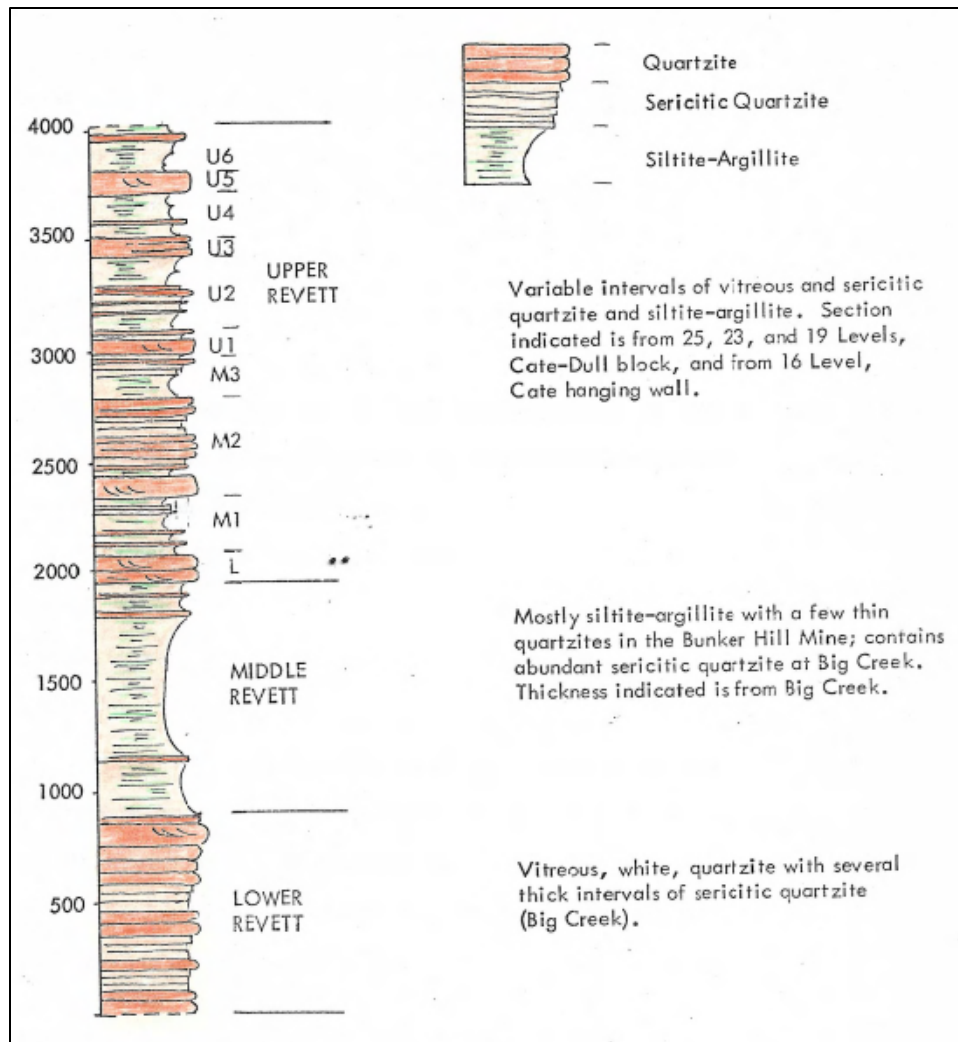 Quartzite
Sericitic Quartzite
Siltite-Argillite
4000
U6
U5
U4
3500
U3
UPPER
REVETT
U2
Variable intervals of vitreous and sericitic
quartzite and siltite-argillite. Section
indicated is from 25, 23, and 19 Levels,
Cate-Dull block, and from 16 Level,
Cate hanging wall.
3000
U1
M3
M2
2500
M1
2000
L
Mostly siltite-argillite with a few thin
quartzites in the Bunker Hill Mine; contains
abundant sericitic quartzite at Big Creek.
Thickness indicated is from Big Creek.
1500
MIDDLE
REVETT
1000
Vitreous, white, quartzite with several
thick intervals of sericitic quartzite
(Big Creek).
500
LOWER
REVETT